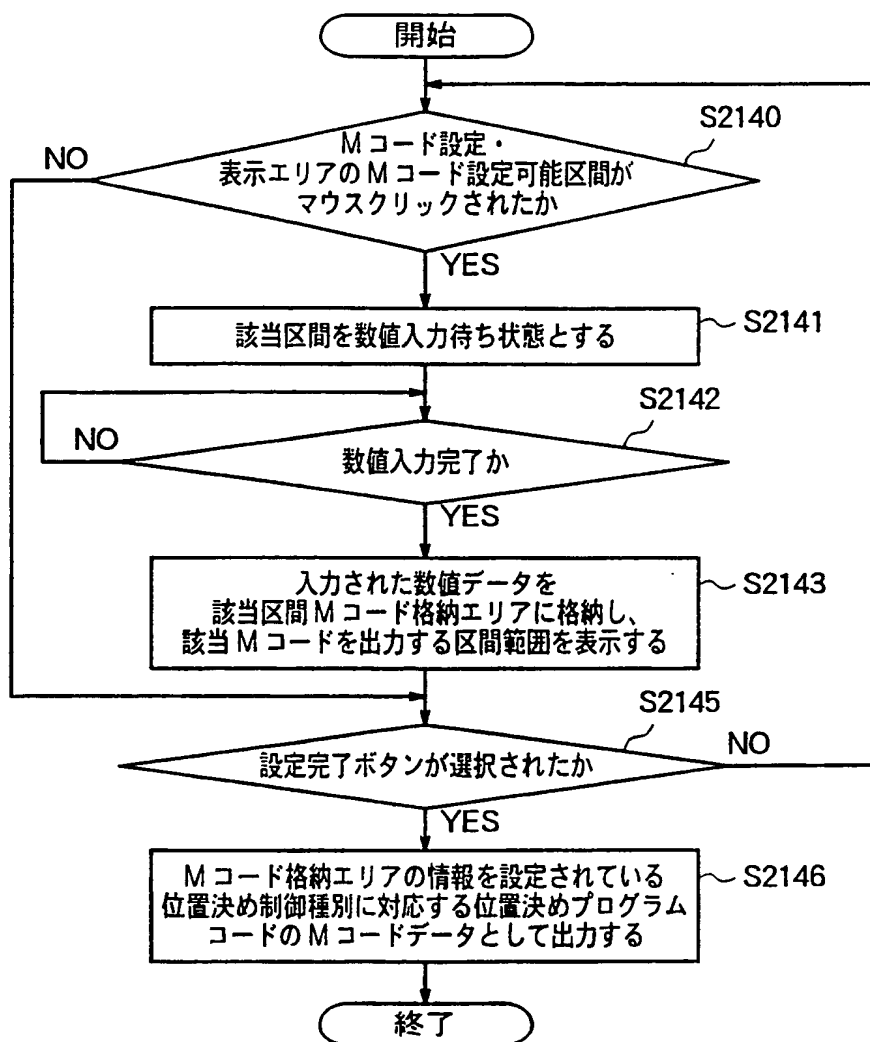 開始
S2140
Mコード設定・
表示エリアのMコード設定可能区間が
マウスクリックされたか
NO
YES
該当区間を数値入力待ち状態とする
S2141
S2142
NO
数値入力完了か
YES
入力された数値データを
該当区間Mコード格納エリアに格納し、
該当Mコードを出力する区間範囲を表示する
S2143
S2145
設定完了ボタンが選択されたか
NO
YES
Mコード格納エリアの情報を設定されている
位置決め制御種別に対応する位置決めプログラム
コードのMコードデータとして出力する
S2146
終了